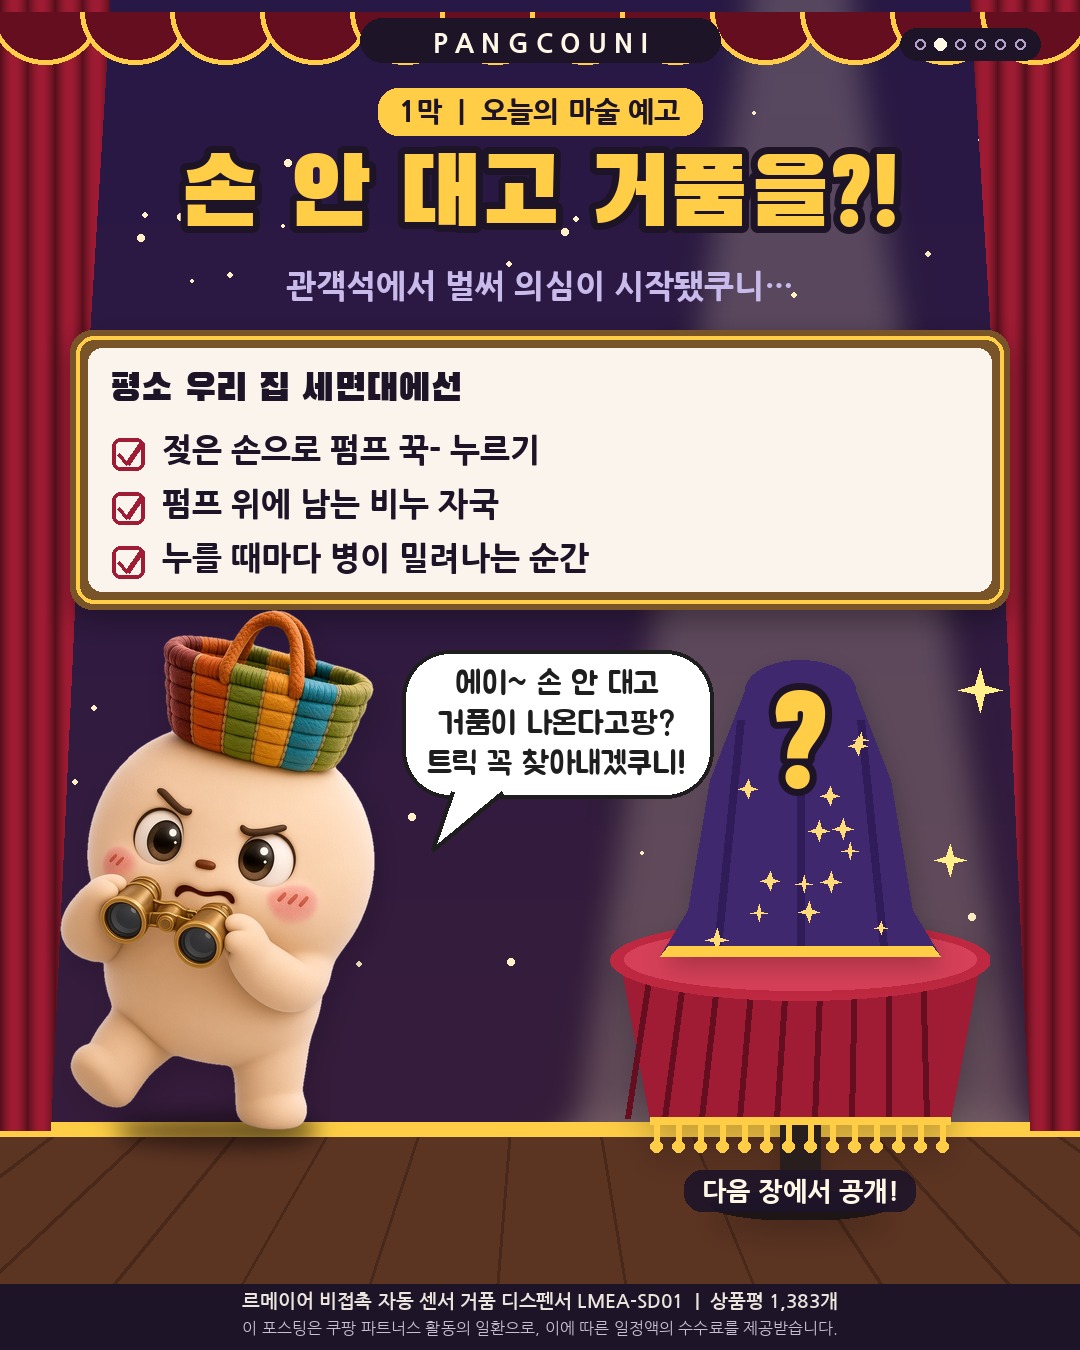 PANGCOUNI
1막 | 오늘의 마술 예고
손 안 대고 거품을?!
관객석에서 벌써 의심이 시작됐쿠니…
평소 우리 집 세면대에선
젖은 손으로 펌프 꾹- 누르기
펌프 위에 남는 비누 자국
누를 때마다 병이 밀려나는 순간
에이~ 손 안 대고
거품이 나온다고팡?
트릭 꼭 찾아내겠쿠니!
?
다음 장에서 공개!
르메이어 비접촉 자동 센서 거품 디스펜서 LMEA-SD01 | 상품평 1,383개
이 포스팅은 쿠팡 파트너스 활동의 일환으로, 이에 따른 일정액의 수수료를 제공받습니다.